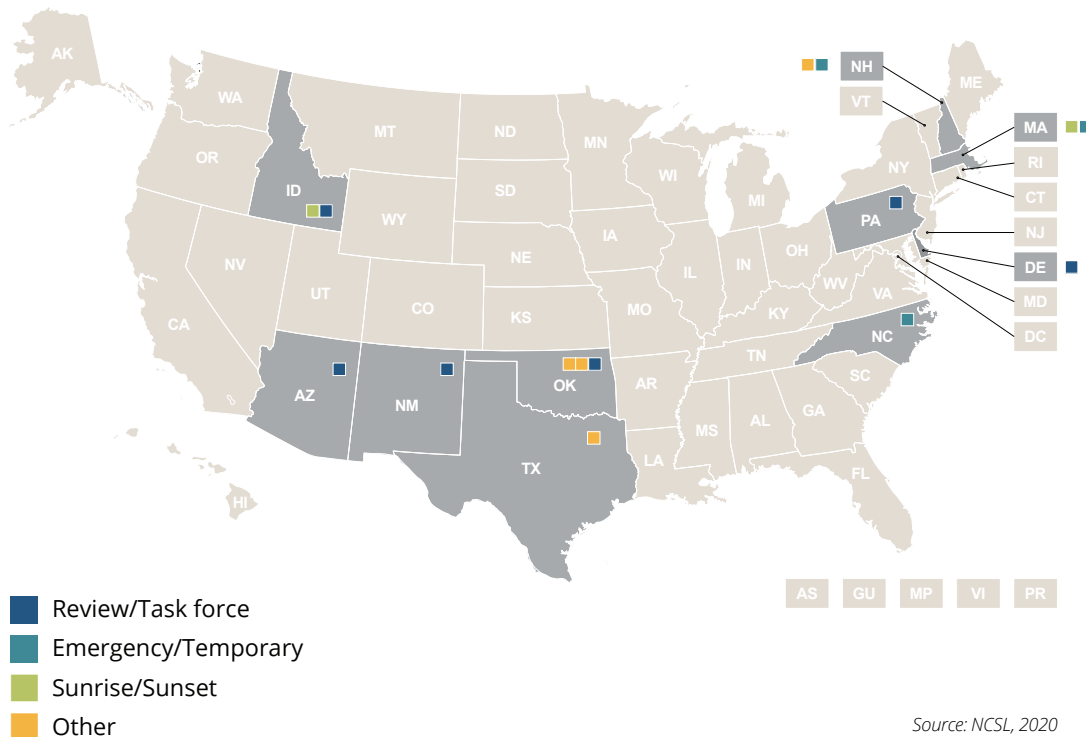 AK
WA
MT
ND
MN
ME
NH
VT
MA
OR
ID
SD
WI
NY
RI
MI
CT
WY
PA
NJ
IA
NE
NV
UT
CO
IL
IN
OH
DE
WV
MD
VA
DC
CA
KS
MO
KY
NC
TN
AZ
NM
OK
AR
SC
TX
MS
AL
GA
LA
FL
HI
AS GU MP VI PR
Review/Task force
Emergency/Temporary
Sunrise/Sunset
Other
Source: NCSL, 2020